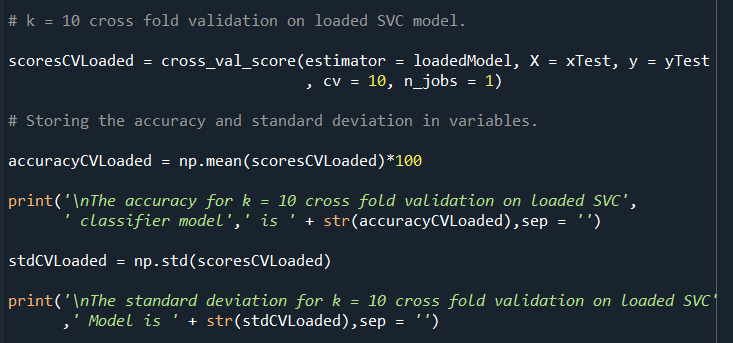 # k = 10 cross fold validation on loaded SVC model.
scoresCVLoaded = cross_val_score(estimator = loadedModel, X = xTest, y = yTest
, cv = 10, n_jobs = 1)
# Storing the accuracy and standard deviation in variables.
accuracyCVLoaded = np.mean(scoresCVLoaded)*100
print('\nThe accuracy for k = 10 cross fold validation on loaded SVC',
' classifier model',' is ' + str(accuracyCVLoaded),sep = '')
stdCVLoaded = np.std(scoresCVLoaded)
print('\nThe standard deviation for k = 10 cross fold validation on loaded SVC'
,' Model is ' + str(stdCVLoaded),sep = '')